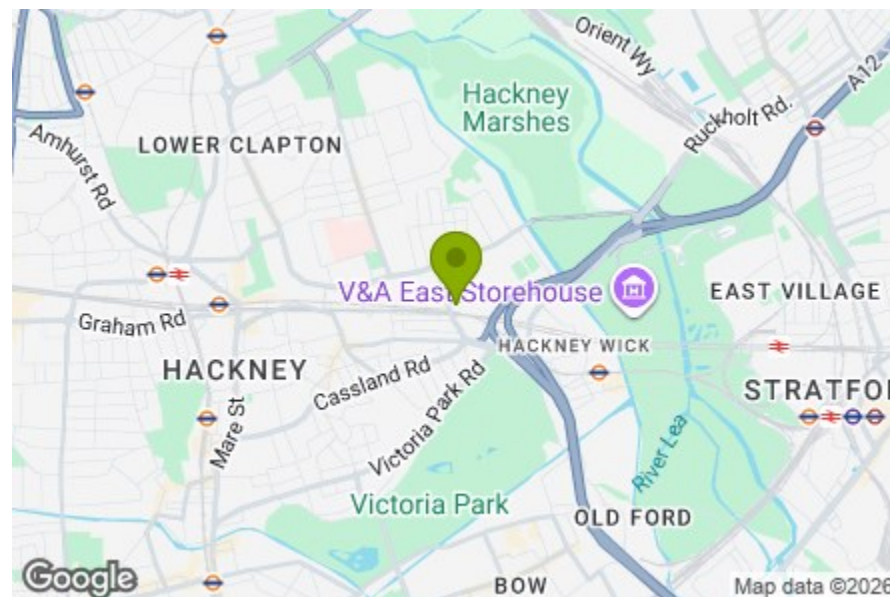 Orient Wy
A12
Hackney
Marshes
Ruckholt Rd.
LOWER CLAPTON
Amhurst Rd
V&A East Storehouse
EAST VILLAGE
Graham Rd
HACKNEY WICK
HACKNEY
Cassland Rd
STRATFO
Mare St
Victoria Park Rd
River Lea
Victoria Park
OLD FORD
BOW
Google
Map data ©2026